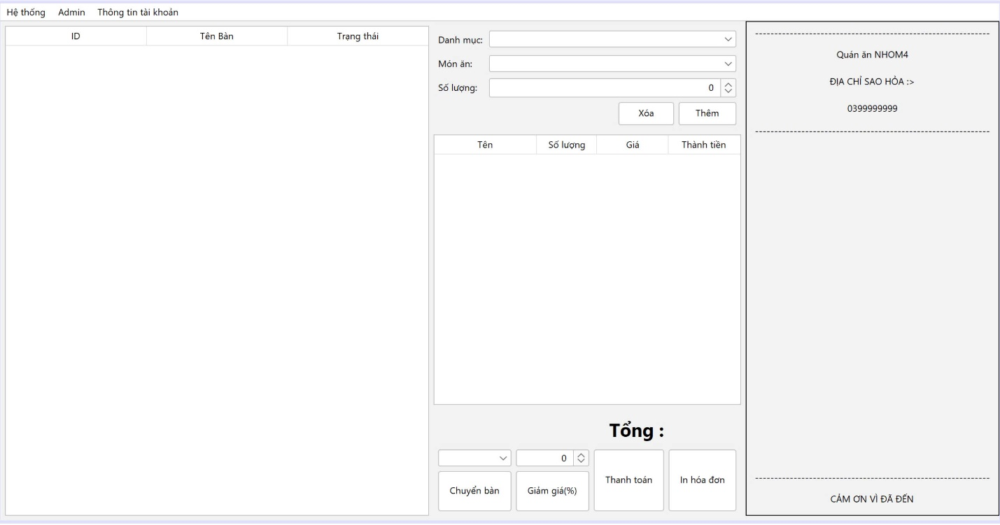 Hệ thống Admin Thông tin tài khoản
ID Tên Bàn Trạng thái
Danh mục:
Món ăn:
Số lượng: 0
Xóa Thêm
Tên Số lượng Giá Thành tiền
Tổng :
0
Chuyển bàn Giảm giá(%) Thanh toán In hóa đơn
Quán ăn NHOM4
ĐỊA CHỈ SAO HỎA :>
0399999999
CẢM ƠN VÌ ĐÃ ĐẾN